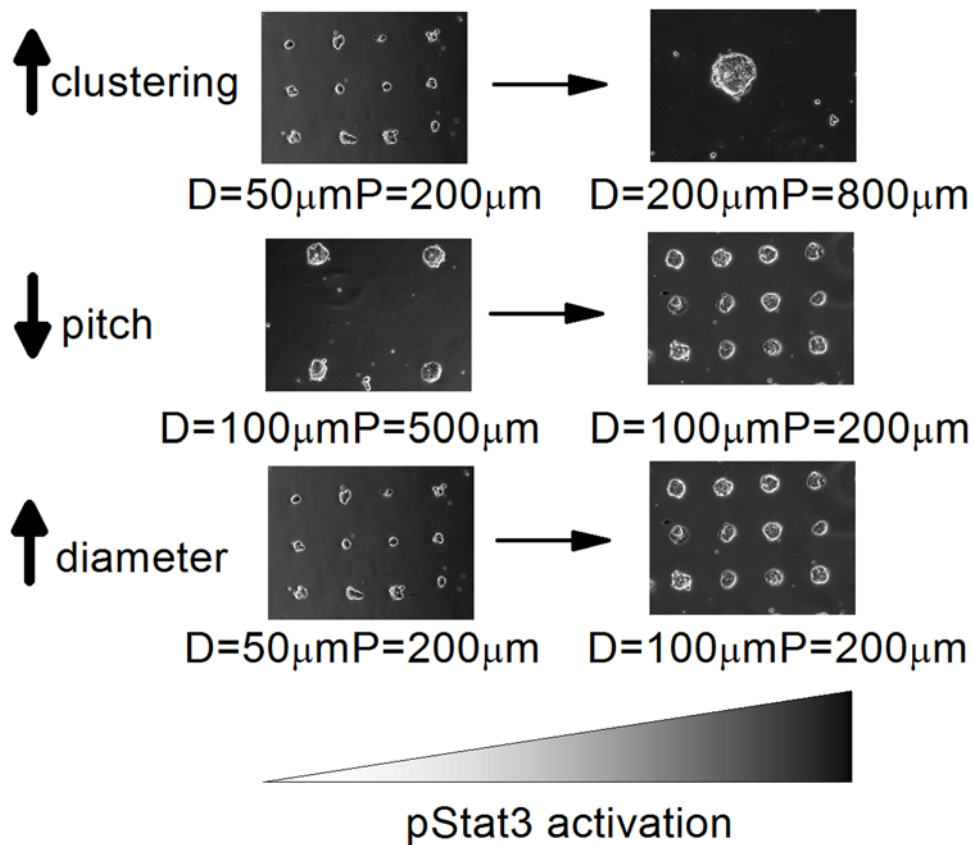 clustering
D=50μmP=200μm D=200μmP=800μm
pitch
D=100μmP=500μm D=100μmP=200μm
diameter
D=50μmP=200μm D=100μmP=200μm
pStat3 activation